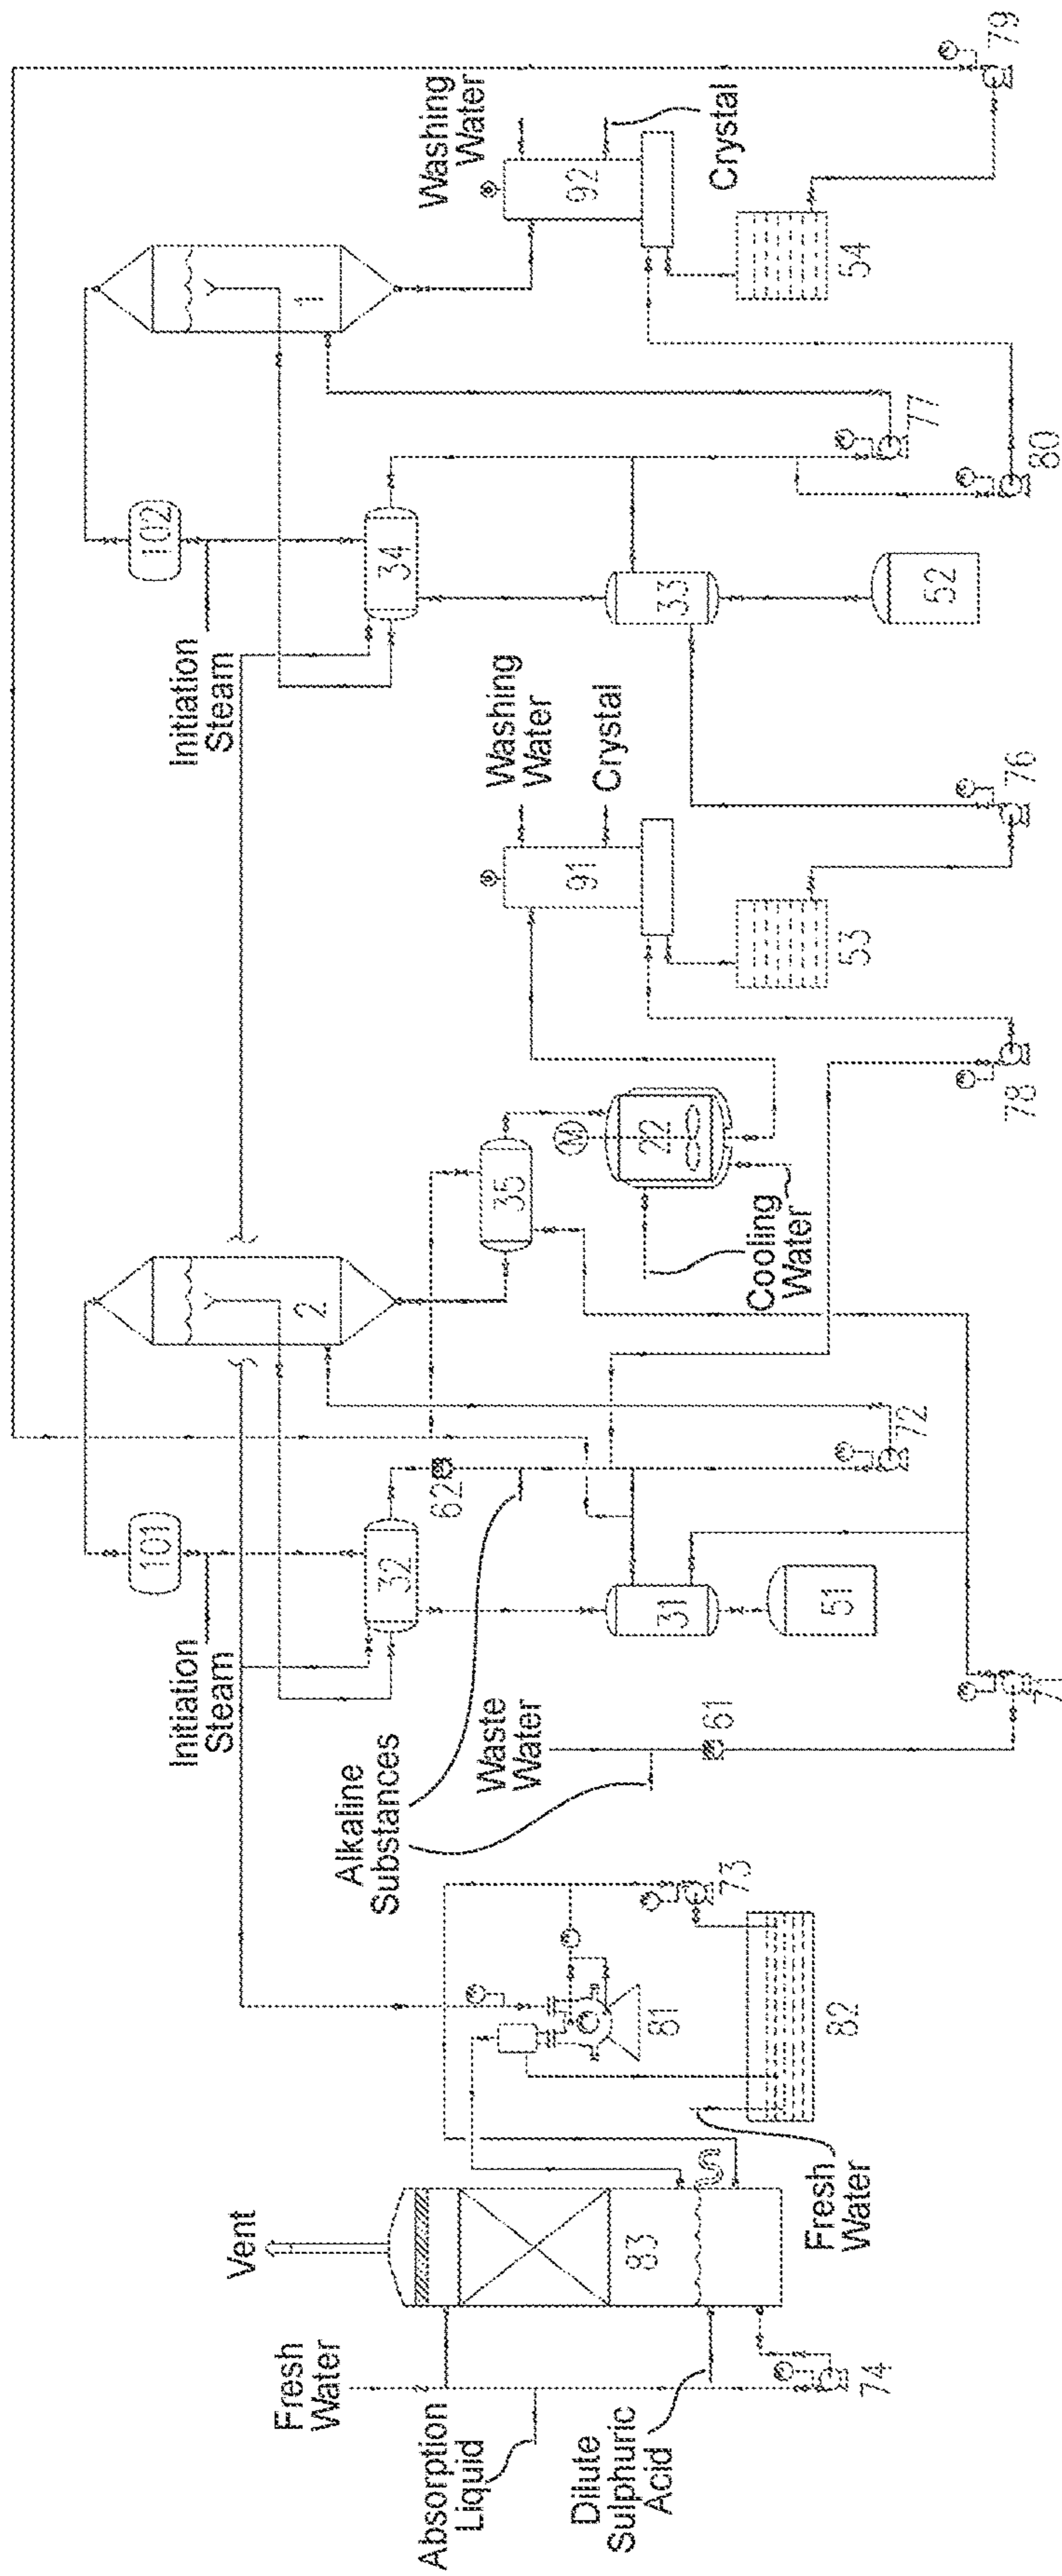 101
102
Initiation
Steam
Initiation
Steam
Vent
Fresh
Water
2
1
Alkaline
Substances
32
34
Absorption
Liquid
62
Washing
Water
Waste
Water
35
Washing
Water
M
91
92
Dilute
Sulphuric
Acid
Crystal
83
81
31
22
33
61
Crystal
73
Cooling
Water
Fresh
Water
82
51
53
54
74
72
77
52
79
78
76
80
71